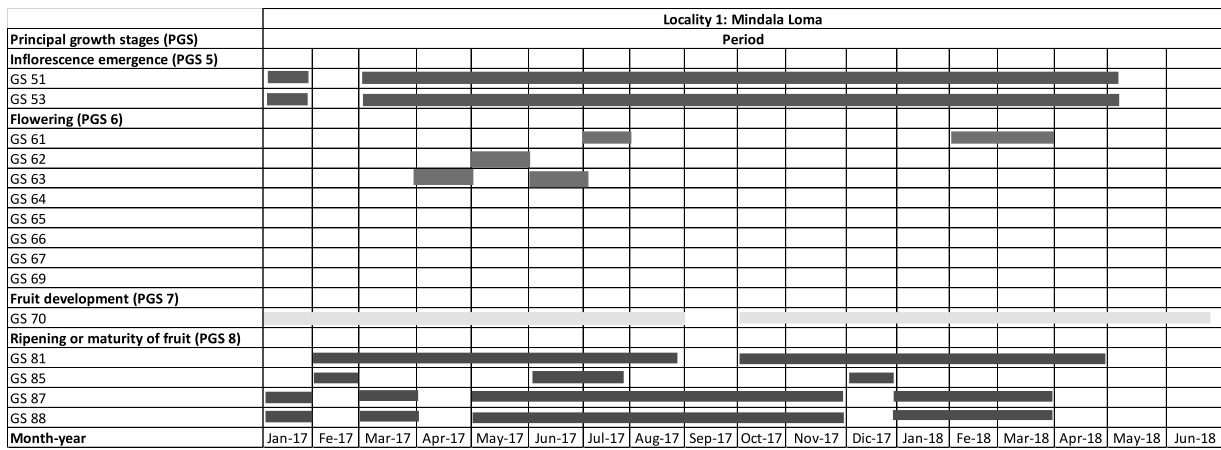 Locality 1: Mindala Loma
Principal growth stages (PGS) Period
Inflorescence emergence (PGS 5)
GS 51
GS 53
Flowering (PGS 6)
GS 61
GS 62
GS 63
GS 64
GS 65
GS 66
GS 67
GS 69
Fruit development (PGS 7)
GS 70
Ripening or maturity of fruit (PGS 8)
GS 81
GS 85
GS 87
GS 88
Month-year Jan-17 Fe-17 Mar-17 Apr-17 May-17 Jun-17 Jul-17 Aug-17 Sep-17 Oct-17 Nov-17 Dic-17 Jan-18 Fe-18 Mar-18 Apr-18 May-18 Jun-18